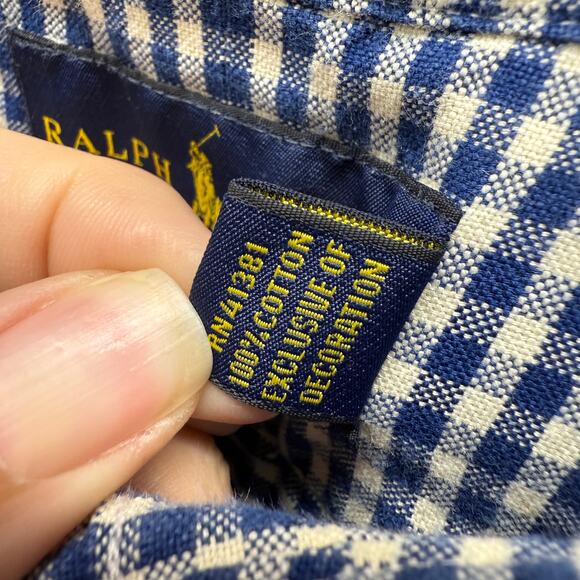 RALPH
RN41381
100%COTTON
EXCLUSIVE OF
DECORATION